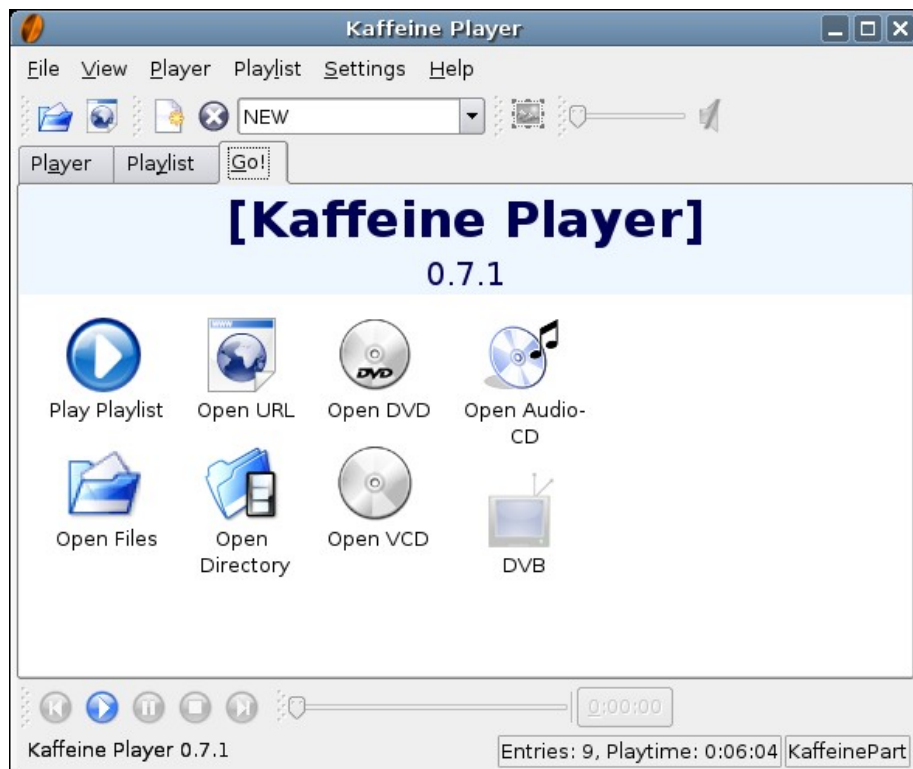 Kaffeine Player
File View Player Playlist Settings Help
NEW
Player Playlist Go!
[Kaffeine Player]
0.7.1
WWW
DVD
Play Playlist Open URL Open DVD Open Audio-
CD
Open Files Open Open VCD DVB
Directory
0:00:00
Kaffeine Player 0.7.1 Entries: 9, Playtime: 0:06:04 KaffeinePart